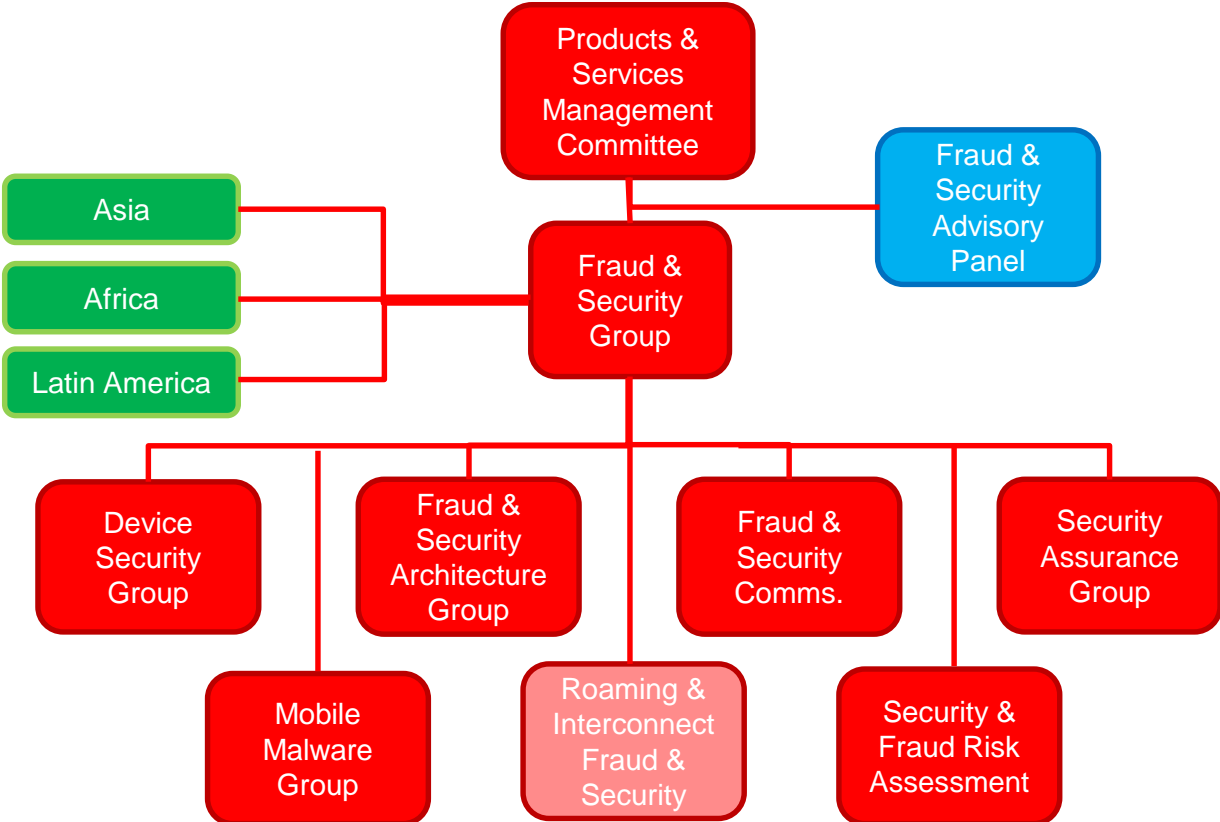 Products &
Services
Management
Committee
Fraud &
Security
Advisory
Panel
Asia
Africa
Latin America
Fraud &
Security
Group
Device
Security
Group
Fraud &
Security
Architecture
Group
Fraud &
Security
Comms.
Security
Assurance
Group
Mobile
Malware
Group
Roaming &
Interconnect
Fraud &
Security
Security &
Fraud Risk
Assessment